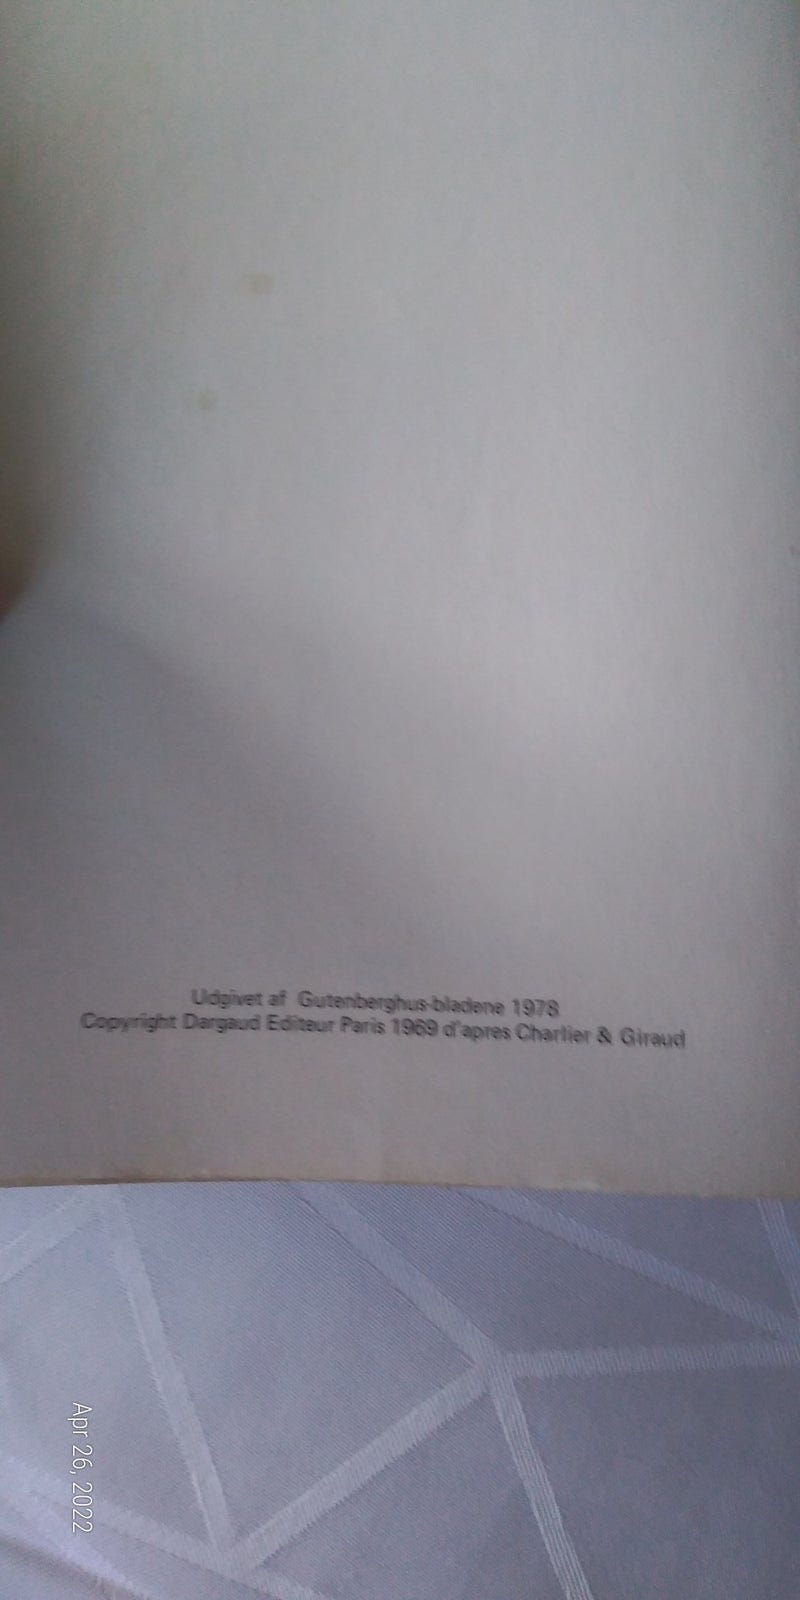 Udgivet af Gutenberghus-bladene 1978
Copyright Dargaud Editeur Paris 1969 d'apres Charlier & Giraud
Apr 26, 2022